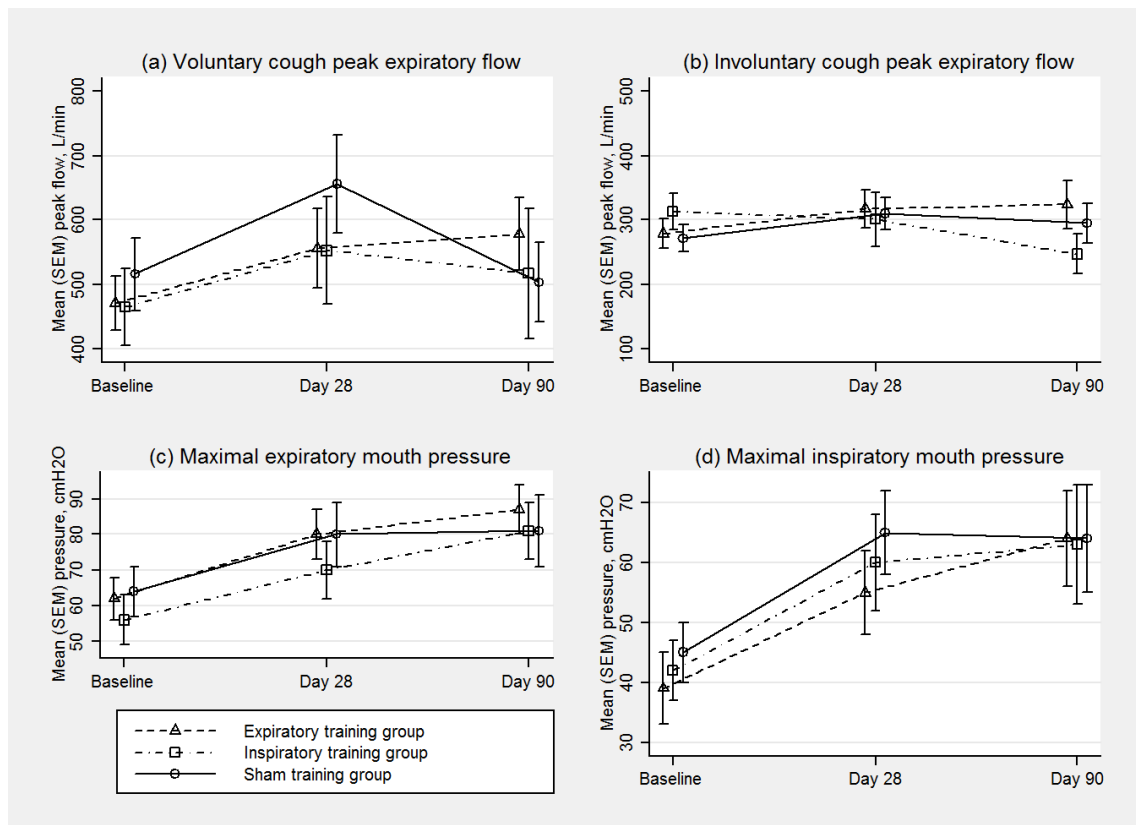 (a) Voluntary cough peak expiratory flow
Mean (SEM) peak flow, L/min
800
700
600
500
400
Baseline
Day 28
Day 90
(b) Involuntary cough peak expiratory flow
Mean (SEM) peak flow, L/min
500
400
300
200
100
Baseline
Day 28
Day 90
(c) Maximal expiratory mouth pressure
Mean (SEM) pressure, cmH2O
90
80
70
60
50
Baseline
Day 28
Day 90
(d) Maximal inspiratory mouth pressure
Mean (SEM) pressure, cmH2O
70
60
50
40
30
Baseline
Day 28
Day 90
Expiratory training group
Inspiratory training group
Sham training group